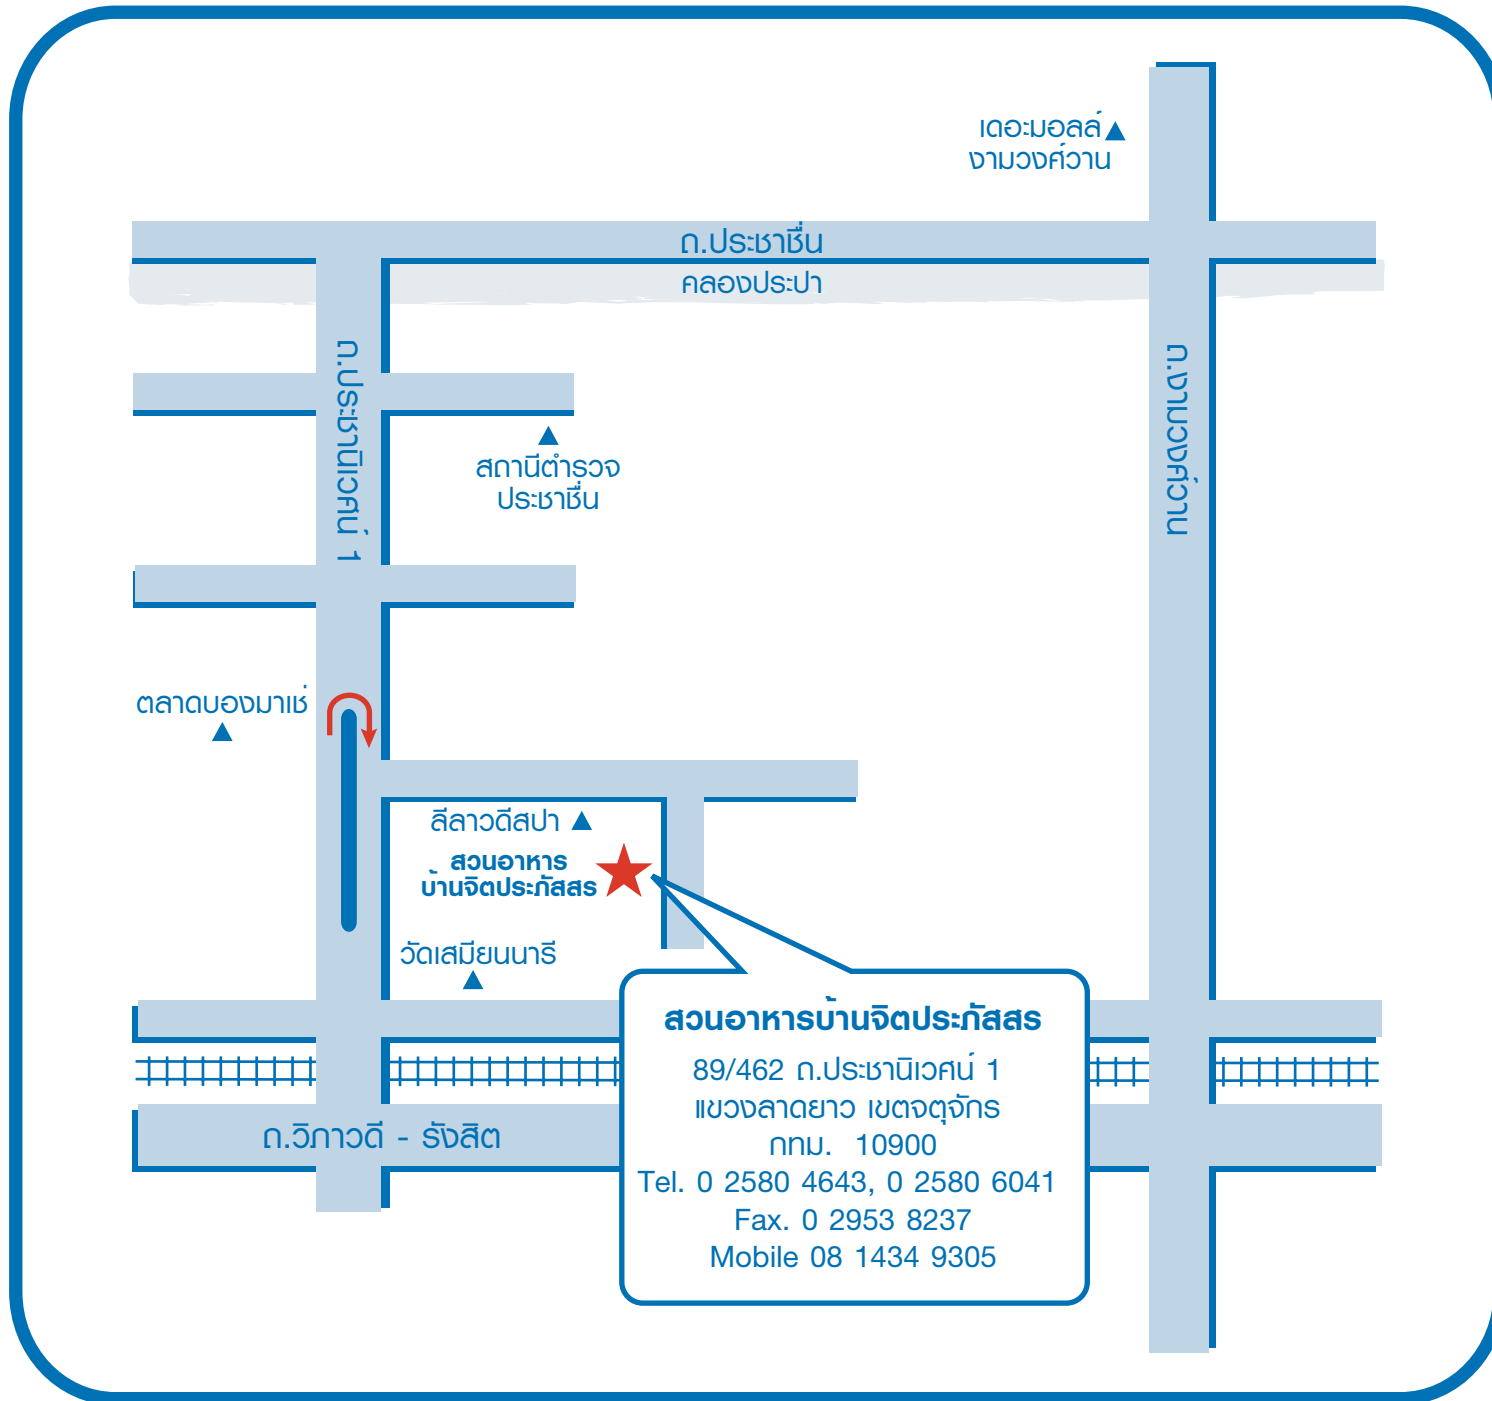 เดอะมอลล์
งามวงศ์วาน
ถ.ประชาชื่น
คลองประปา
ถ.ประชานิเวศน์ 1
ถ.งามวงศ์วาน
สถานีตำรวจ
ประชาชื่น
ตลาดบองมาเช่
ลีลาวดีสปา
สวนอาหาร
บ้านจิตประภัสสร
วัดเสมียนนารี
ถ.วิภาวดี - รังสิต
สวนอาหารบ้านจิตประภัสสร
89/462 ถ.ประชานิเวศน์ 1
แขวงลาดยาว เขตจตุจักร
กทม. 10900
Tel. 0 2580 4643, 0 2580 6041
Fax. 0 2953 8237
Mobile 08 1434 9305